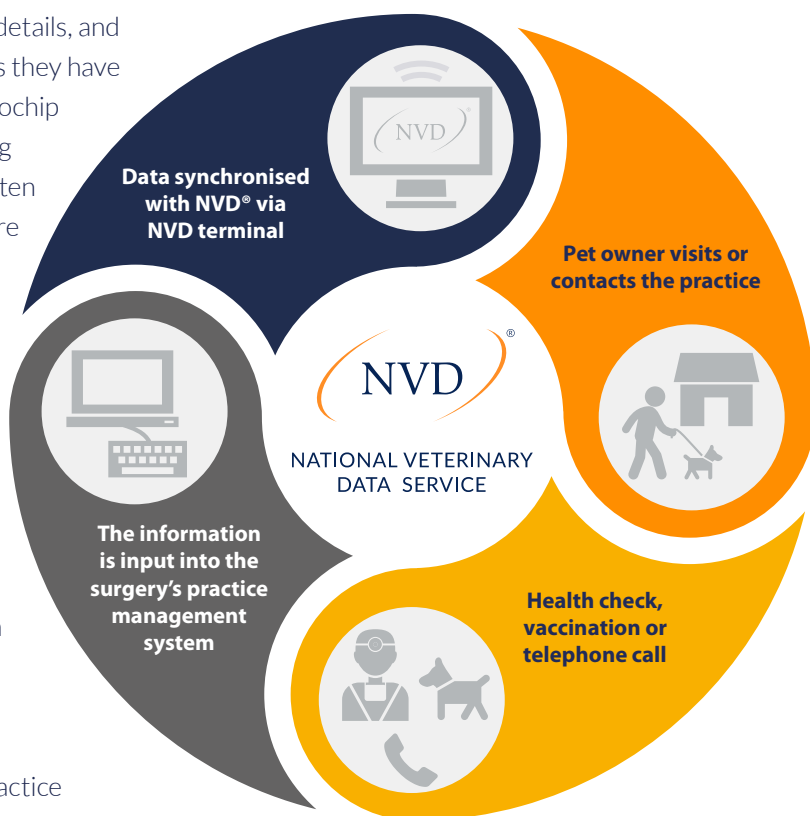 details, and
s they have
ochip
g
ten
re
actice
NVD
Data synchronised
with NVD® via
NVD terminal
Pet owner visits or
contacts the practice
Health check,
vaccination or
telephone call
The information
is input into the
surgery's practice
management
system
NVD®
NATIONAL VETERINARY
DATA SERVICE